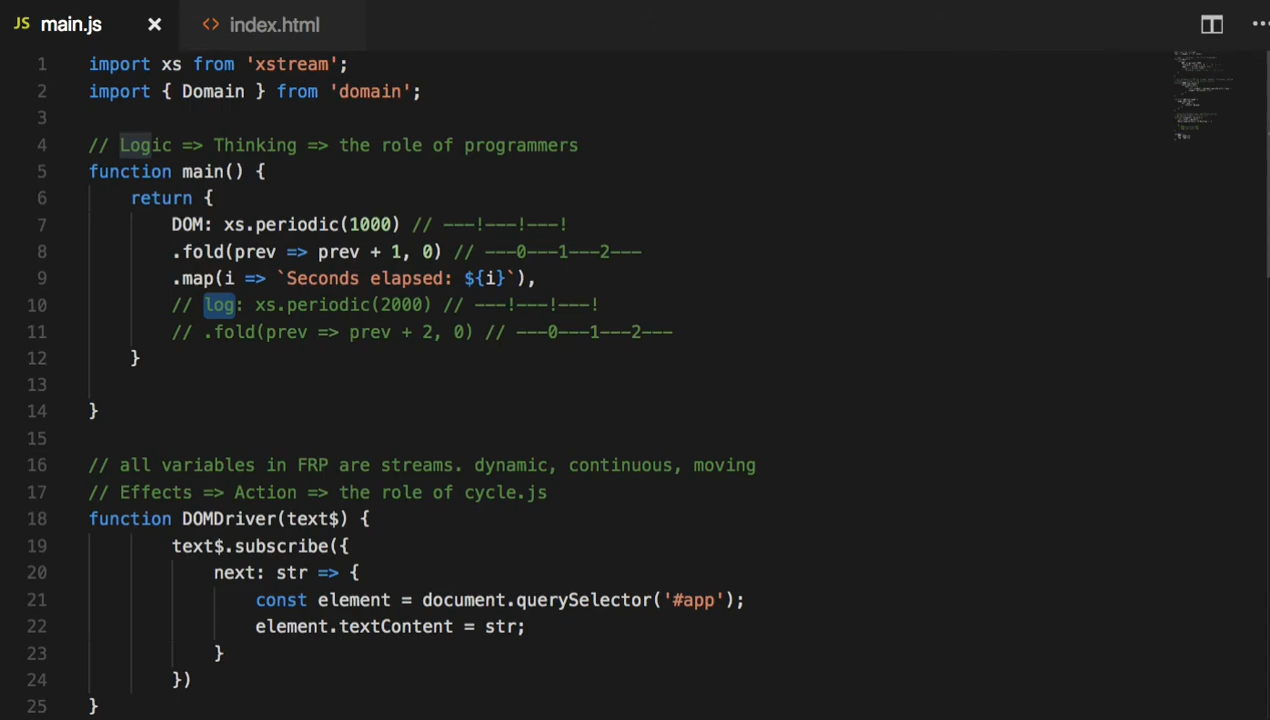 JS main.js × <> index.html
1 import xs from 'xstream';
2 import { Domain } from 'domain';
3
4 // Logic => Thinking => the role of programmers
5 function main() {
6 return {
7 DOM: xs.periodic(1000) // ---!---!---!
8 .fold(prev => prev + 1, 0) // ---0---1---2---
9 .map(i => `Seconds elapsed: ${i}`),
10 // log: xs.periodic(2000) // ---!---!---!
11 // .fold(prev => prev + 2, 0) // ---0---1---2---
12 }
13
14 }
15
16 // all variables in FRP are streams. dynamic, continuous, moving
17 // Effects => Action => the role of cycle.js
18 function DOMDriver(text$) {
19 text$.subscribe({
20 next: str => {
21 const element = document.querySelector('#app');
22 element.textContent = str;
23 }
24 })
25 }